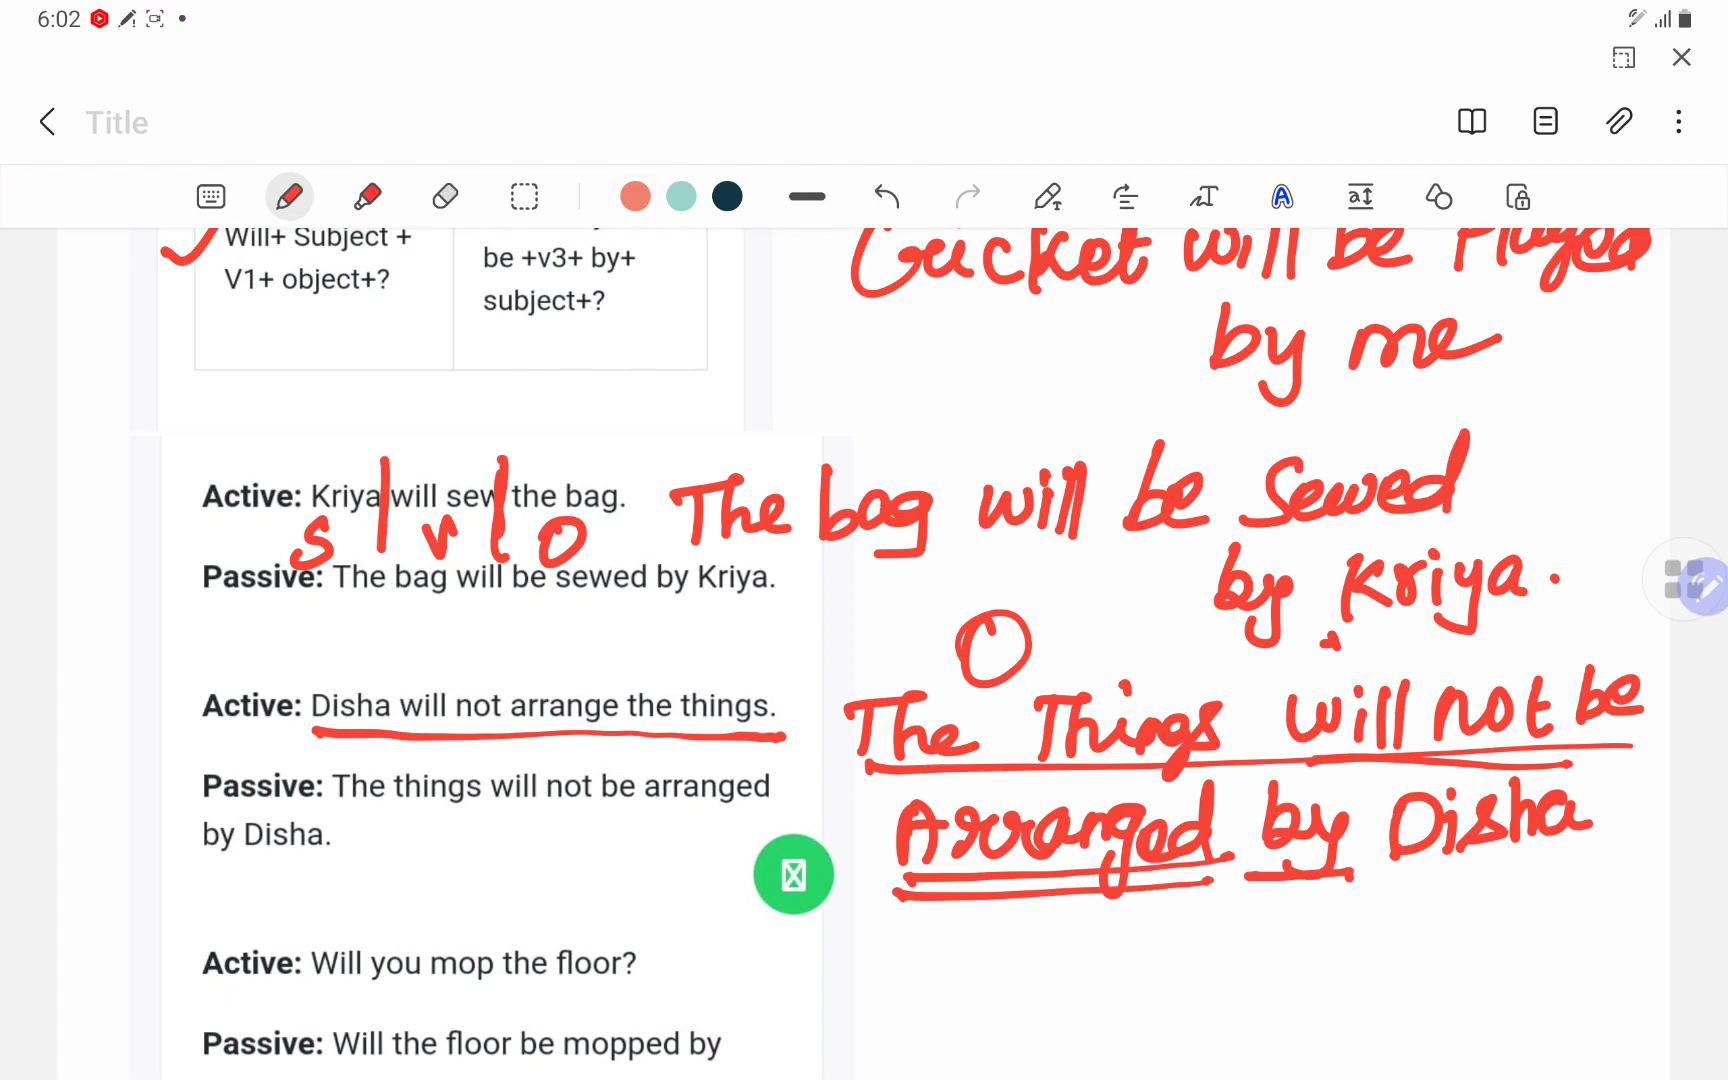 6:02
Title
Will+ Subject +
V1+ object+?
be +v3+ by+
subject+?
Cricket will be Played
by me
Active: Kriya will sew the bag.
S V O
Passive: The bag will be sewed by Kriya.
The bag will be Sewed
by Kriya.
O
Active: Disha will not arrange the things.
Passive: The things will not be arranged
by Disha.
The Things will not be
Arranged by Disha
Active: Will you mop the floor?
Passive: Will the floor be mopped by